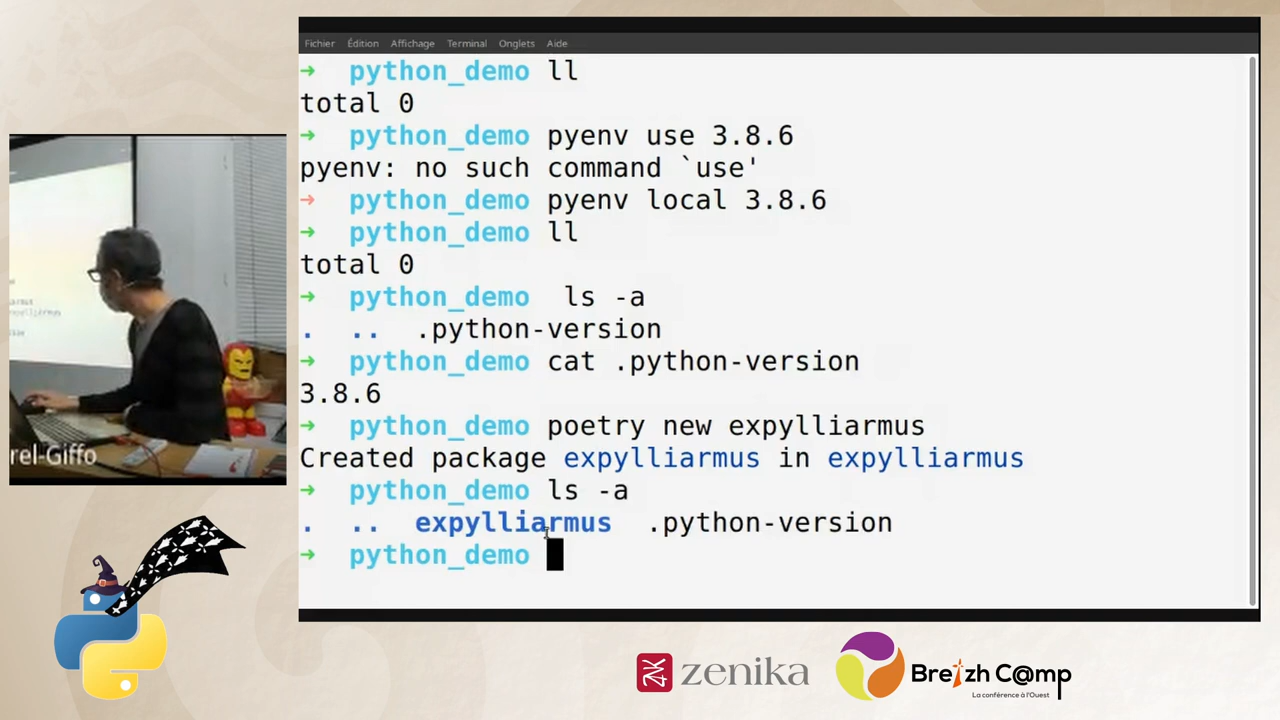 Fichier Édition Affichage Terminal Onglets Aide
➜ python_demo ll
total 0
➜ python_demo pyenv use 3.8.6
pyenv: no such command `use'
➜ python_demo pyenv local 3.8.6
➜ python_demo ll
total 0
➜ python_demo ls -a
. .. .python-version
➜ python_demo cat .python-version
3.8.6
➜ python_demo poetry new expylliarmus
Created package expylliarmus in expylliarmus
➜ python_demo ls -a
. .. expylliarmus .python-version
➜ python_demo
rel-Giffo
zenika
Breizh C@mp
La conférence à l'Ouest